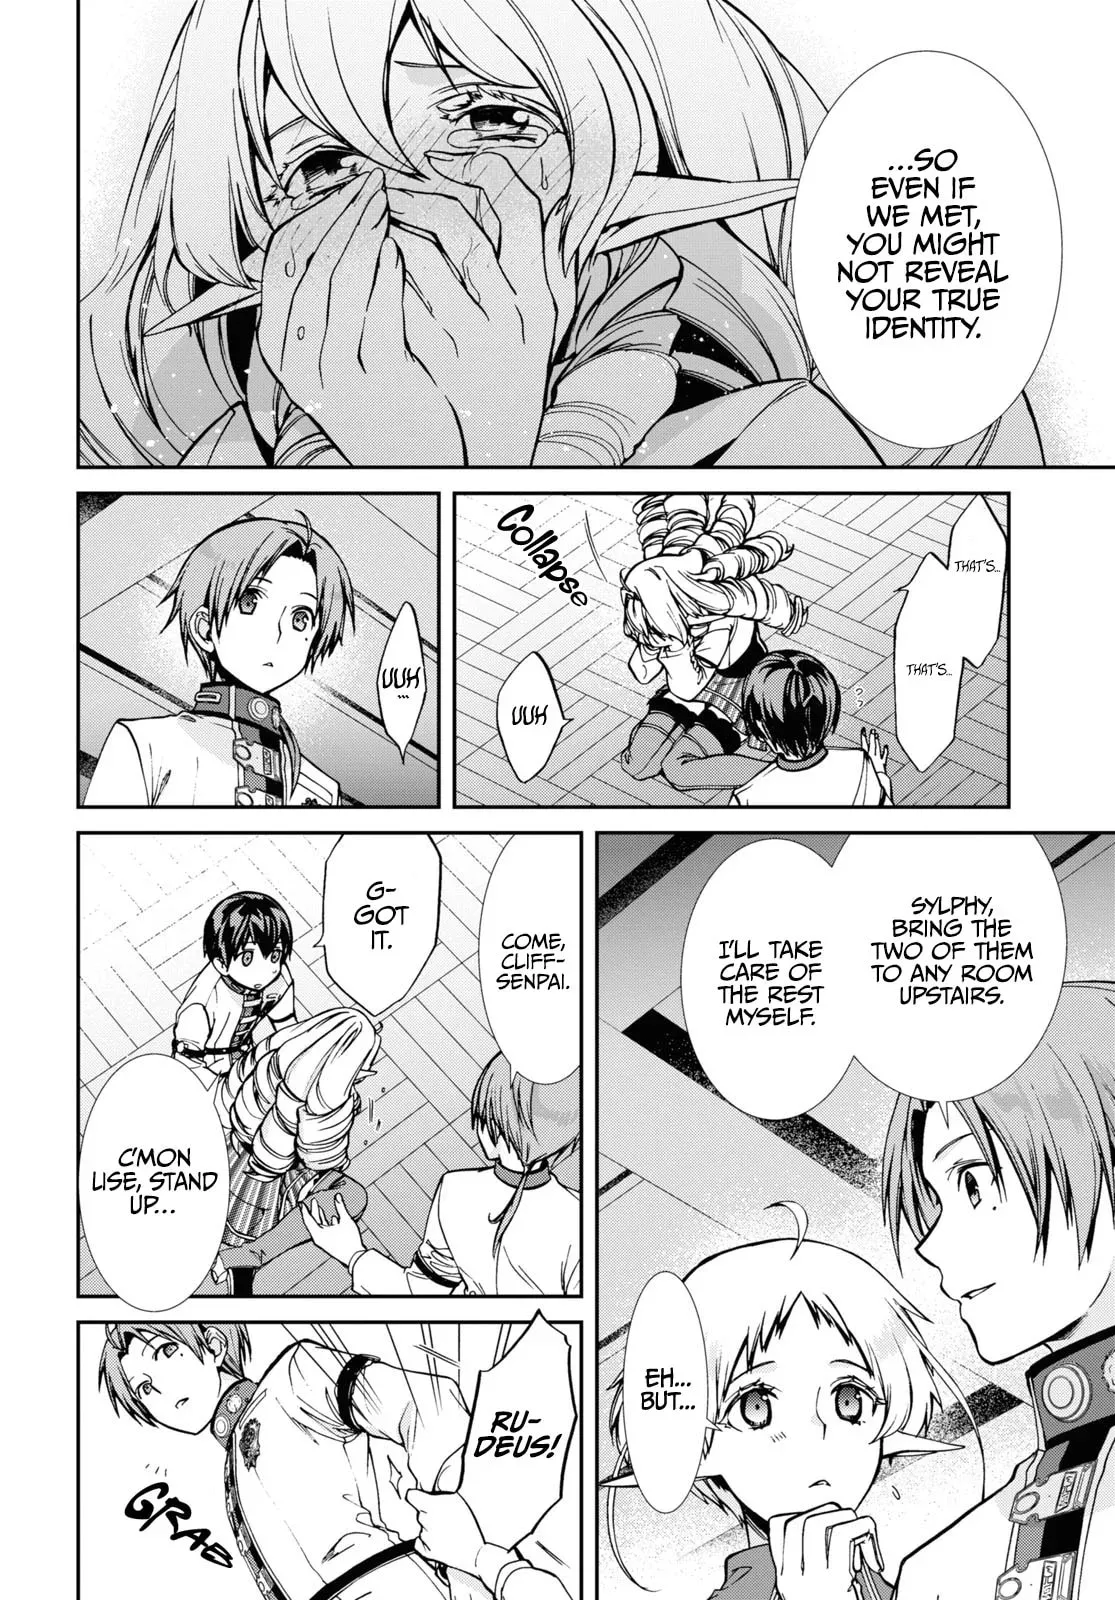 ...SO
EVEN IF
WE MET,
YOU MIGHT
NOT REVEAL
YOUR TRUE
IDENTITY.
THAT'S...
THAT'S...
Collapse
UUH
??
UUH
...
SYLPHY,
BRING THE
TWO OF THEM
TO ANY ROOM
UPSTAIRS.
I'LL TAKE
CARE OF
THE REST
MYSELF.
EH...
BUT...
COME,
CLIFF-
SENPAI.
G-
GOT
IT.
C'MON
LISE, STAND
UP...
RU-
DEUS!
GRAB